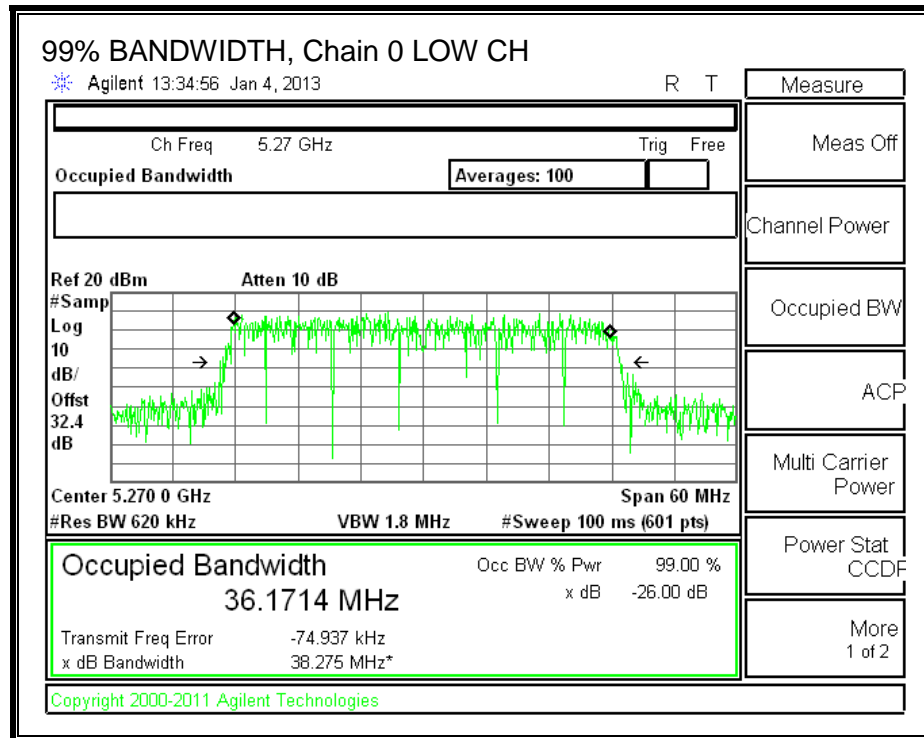 99% BANDWIDTH, Chain 0 LOW CH
Agilent 13:34:56 Jan 4, 2013 R T
Measure
Ch Freq 5.27 GHz Trig Free
Meas Off
Occupied Bandwidth Averages: 100
Channel Power
Ref 20 dBm Atten 10 dB
#Samp
Log
10
dB/
Offst
32.4
dB
Occupied BW
ACP
Center 5.270 0 GHz Span 60 MHz
#Res BW 620 kHz VBW 1.8 MHz #Sweep 100 ms (601 pts)
Multi Carrier
Power
Occupied Bandwidth Occ BW % Pwr 99.00 %
36.1714 MHz x dB -26.00 dB
Power Stat
CCDF
Transmit Freq Error -74.937 kHz
x dB Bandwidth 38.275 MHz*
More
1 of 2
Copyright 2000-2011 Agilent Technologies